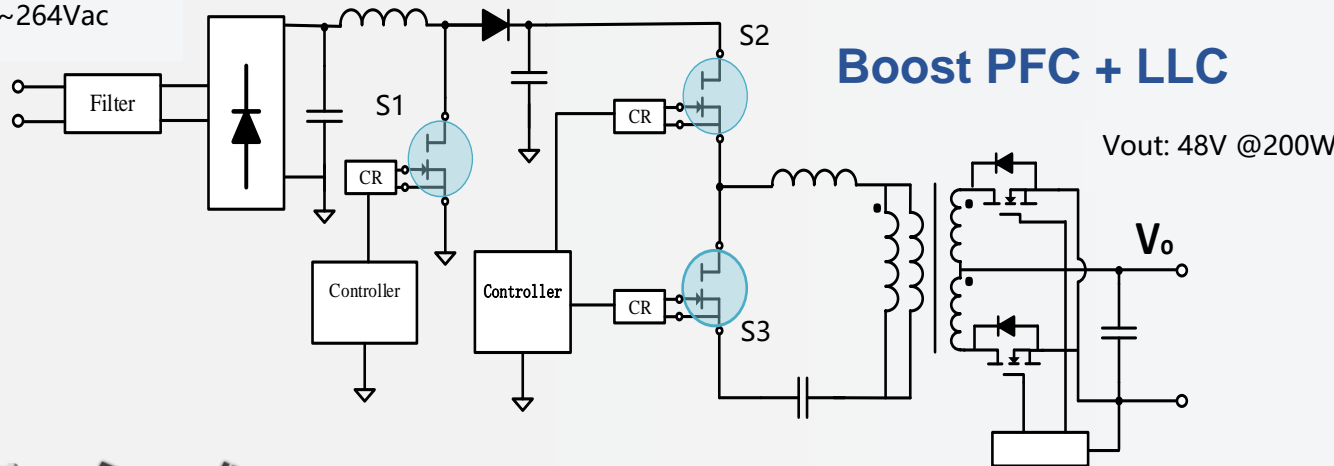 ~264Vac
S2
Boost PFC + LLC
Filter
S1
CR
Vout: 48V @200W
CR
Vo
Controller
Controller
CR
S3